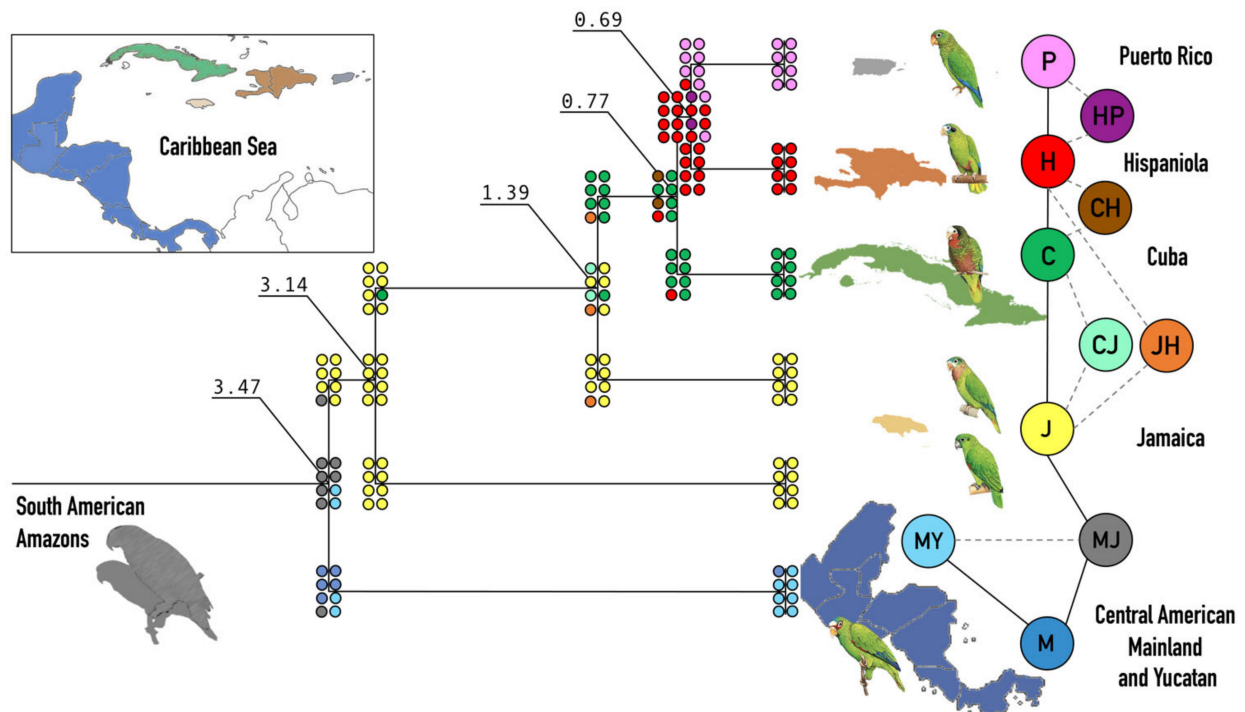 0.69
0.77
1.39
3.14
3.47
Caribbean Sea
South American
Amazons
P
Puerto Rico
HP
H
Hispaniola
CH
C
Cuba
CJ
JH
J
Jamaica
MY
MJ
M
Central American
Mainland
and Yucatan